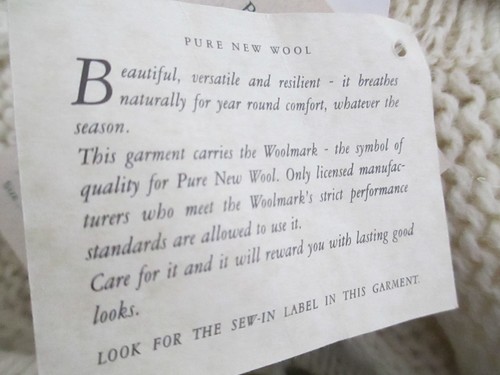 PURE NEW WOOL
Beautiful, versatile and resilient - it breathes
naturally for year round comfort, whatever the
season.
This garment carries the Woolmark - the symbol of
quality for Pure New Wool. Only licensed manufac-
turers who meet the Woolmark's strict performance
standards are allowed to use it.
Care for it and it will reward you with lasting good
looks.
LOOK FOR THE SEW-IN LABEL IN THIS GARMENT